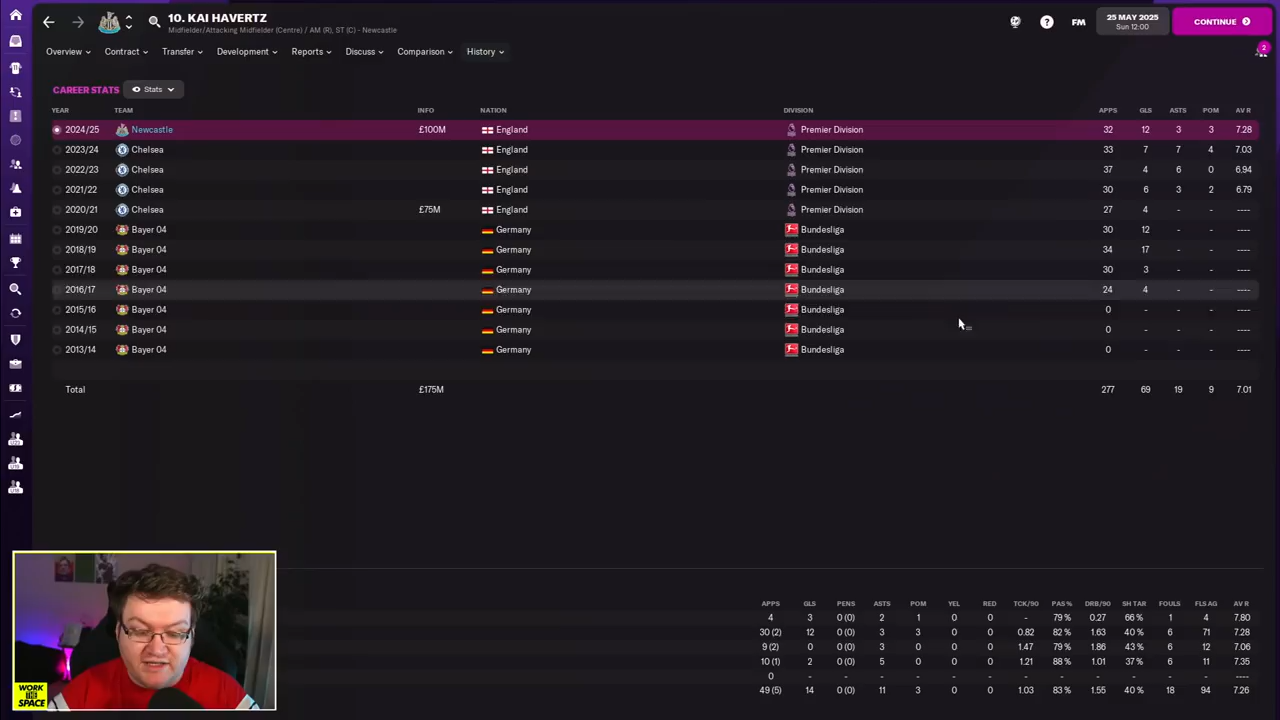 10. KAI HAVERTZ
Midfielder/Attacking Midfielder (Centre) / AM (R), ST (C) - Newcastle
FM
25 MAY 2025
Sun 12:00
CONTINUE
2
Overview Contract Transfer Development Reports Discuss Comparison History
CAREER STATS Stats
YEAR TEAM INFO NATION DIVISION APPS GLS ASTS POM AV R
2024/25 Newcastle £100M England Premier Division 32 12 3 3 7.28
2023/24 Chelsea England Premier Division 33 7 7 4 7.03
2022/23 Chelsea England Premier Division 37 4 6 0 6.94
2021/22 Chelsea England Premier Division 30 6 3 2 6.79
2020/21 Chelsea £75M England Premier Division 27 4 - - ----
2019/20 Bayer 04 Germany Bundesliga 30 12 - - ----
2018/19 Bayer 04 Germany Bundesliga 34 17 - - ----
2017/18 Bayer 04 Germany Bundesliga 30 3 - - ----
2016/17 Bayer 04 Germany Bundesliga 24 4 - - ----
2015/16 Bayer 04 Germany Bundesliga 0 - - - ----
2014/15 Bayer 04 Germany Bundesliga 0 - - - ----
2013/14 Bayer 04 Germany Bundesliga 0 - - - ----
Total £175M 277 69 19 9 7.01
APPS GLS PENS ASTS POM YEL RED TCK/90 PAS % DRB/90 SH TAR FOULS FLS AG AV R
4 3 0 (0) 2 1 0 0 - 79 % 0.27 66 % 1 4 7.80
30 (2) 12 0 (0) 3 3 0 0 0.82 82 % 1.63 40 % 6 71 7.28
9 (2) 0 0 (0) 3 0 0 0 1.47 79 % 1.86 43 % 6 12 7.06
10 (1) 2 0 (0) 5 0 0 0 1.21 88 % 1.01 37 % 6 11 7.35
0 - - - - - - - - - - - - ----
49 (5) 14 0 (0) 11 3 0 0 1.03 83 % 1.55 40 % 18 94 7.26
WORK
THE
SPACE